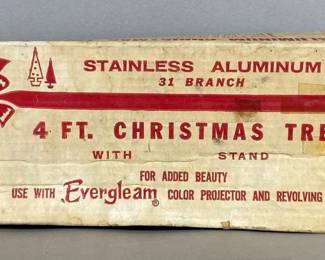 STAINLESS ALUMINUM
31 BRANCH
4 FT. CHRISTMAS TRE
WITH STAND
FOR ADDED BEAUTY
USE WITH Evergleam® COLOR PROJECTOR AND REVOLVING